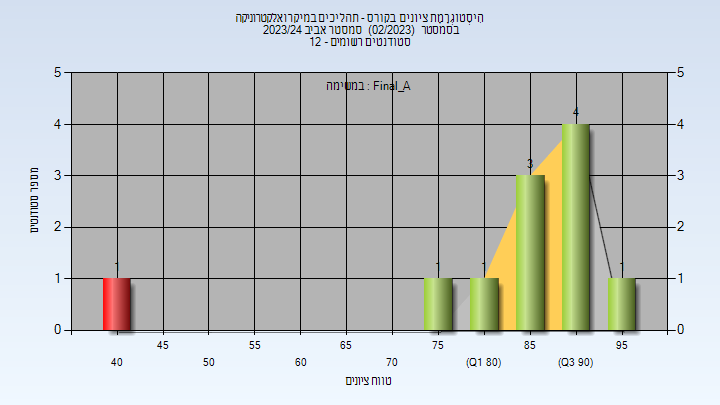 היסטוגרמת ציונים בקורס - תהליכים במיקרואלקטרוניקה
בסמסטר (02/2023) סמסטר אביב 2023/24
סטודנטים רשומים - 12
במשימה : Final_A
5 5
4 4
3 3
2 2
1 1
0 0
1 1 1 3 4 1
מספר סטודנטים
45 55 65 75 85 95
40 50 60 70 (Q1 80) (Q3 90)
טווח ציונים